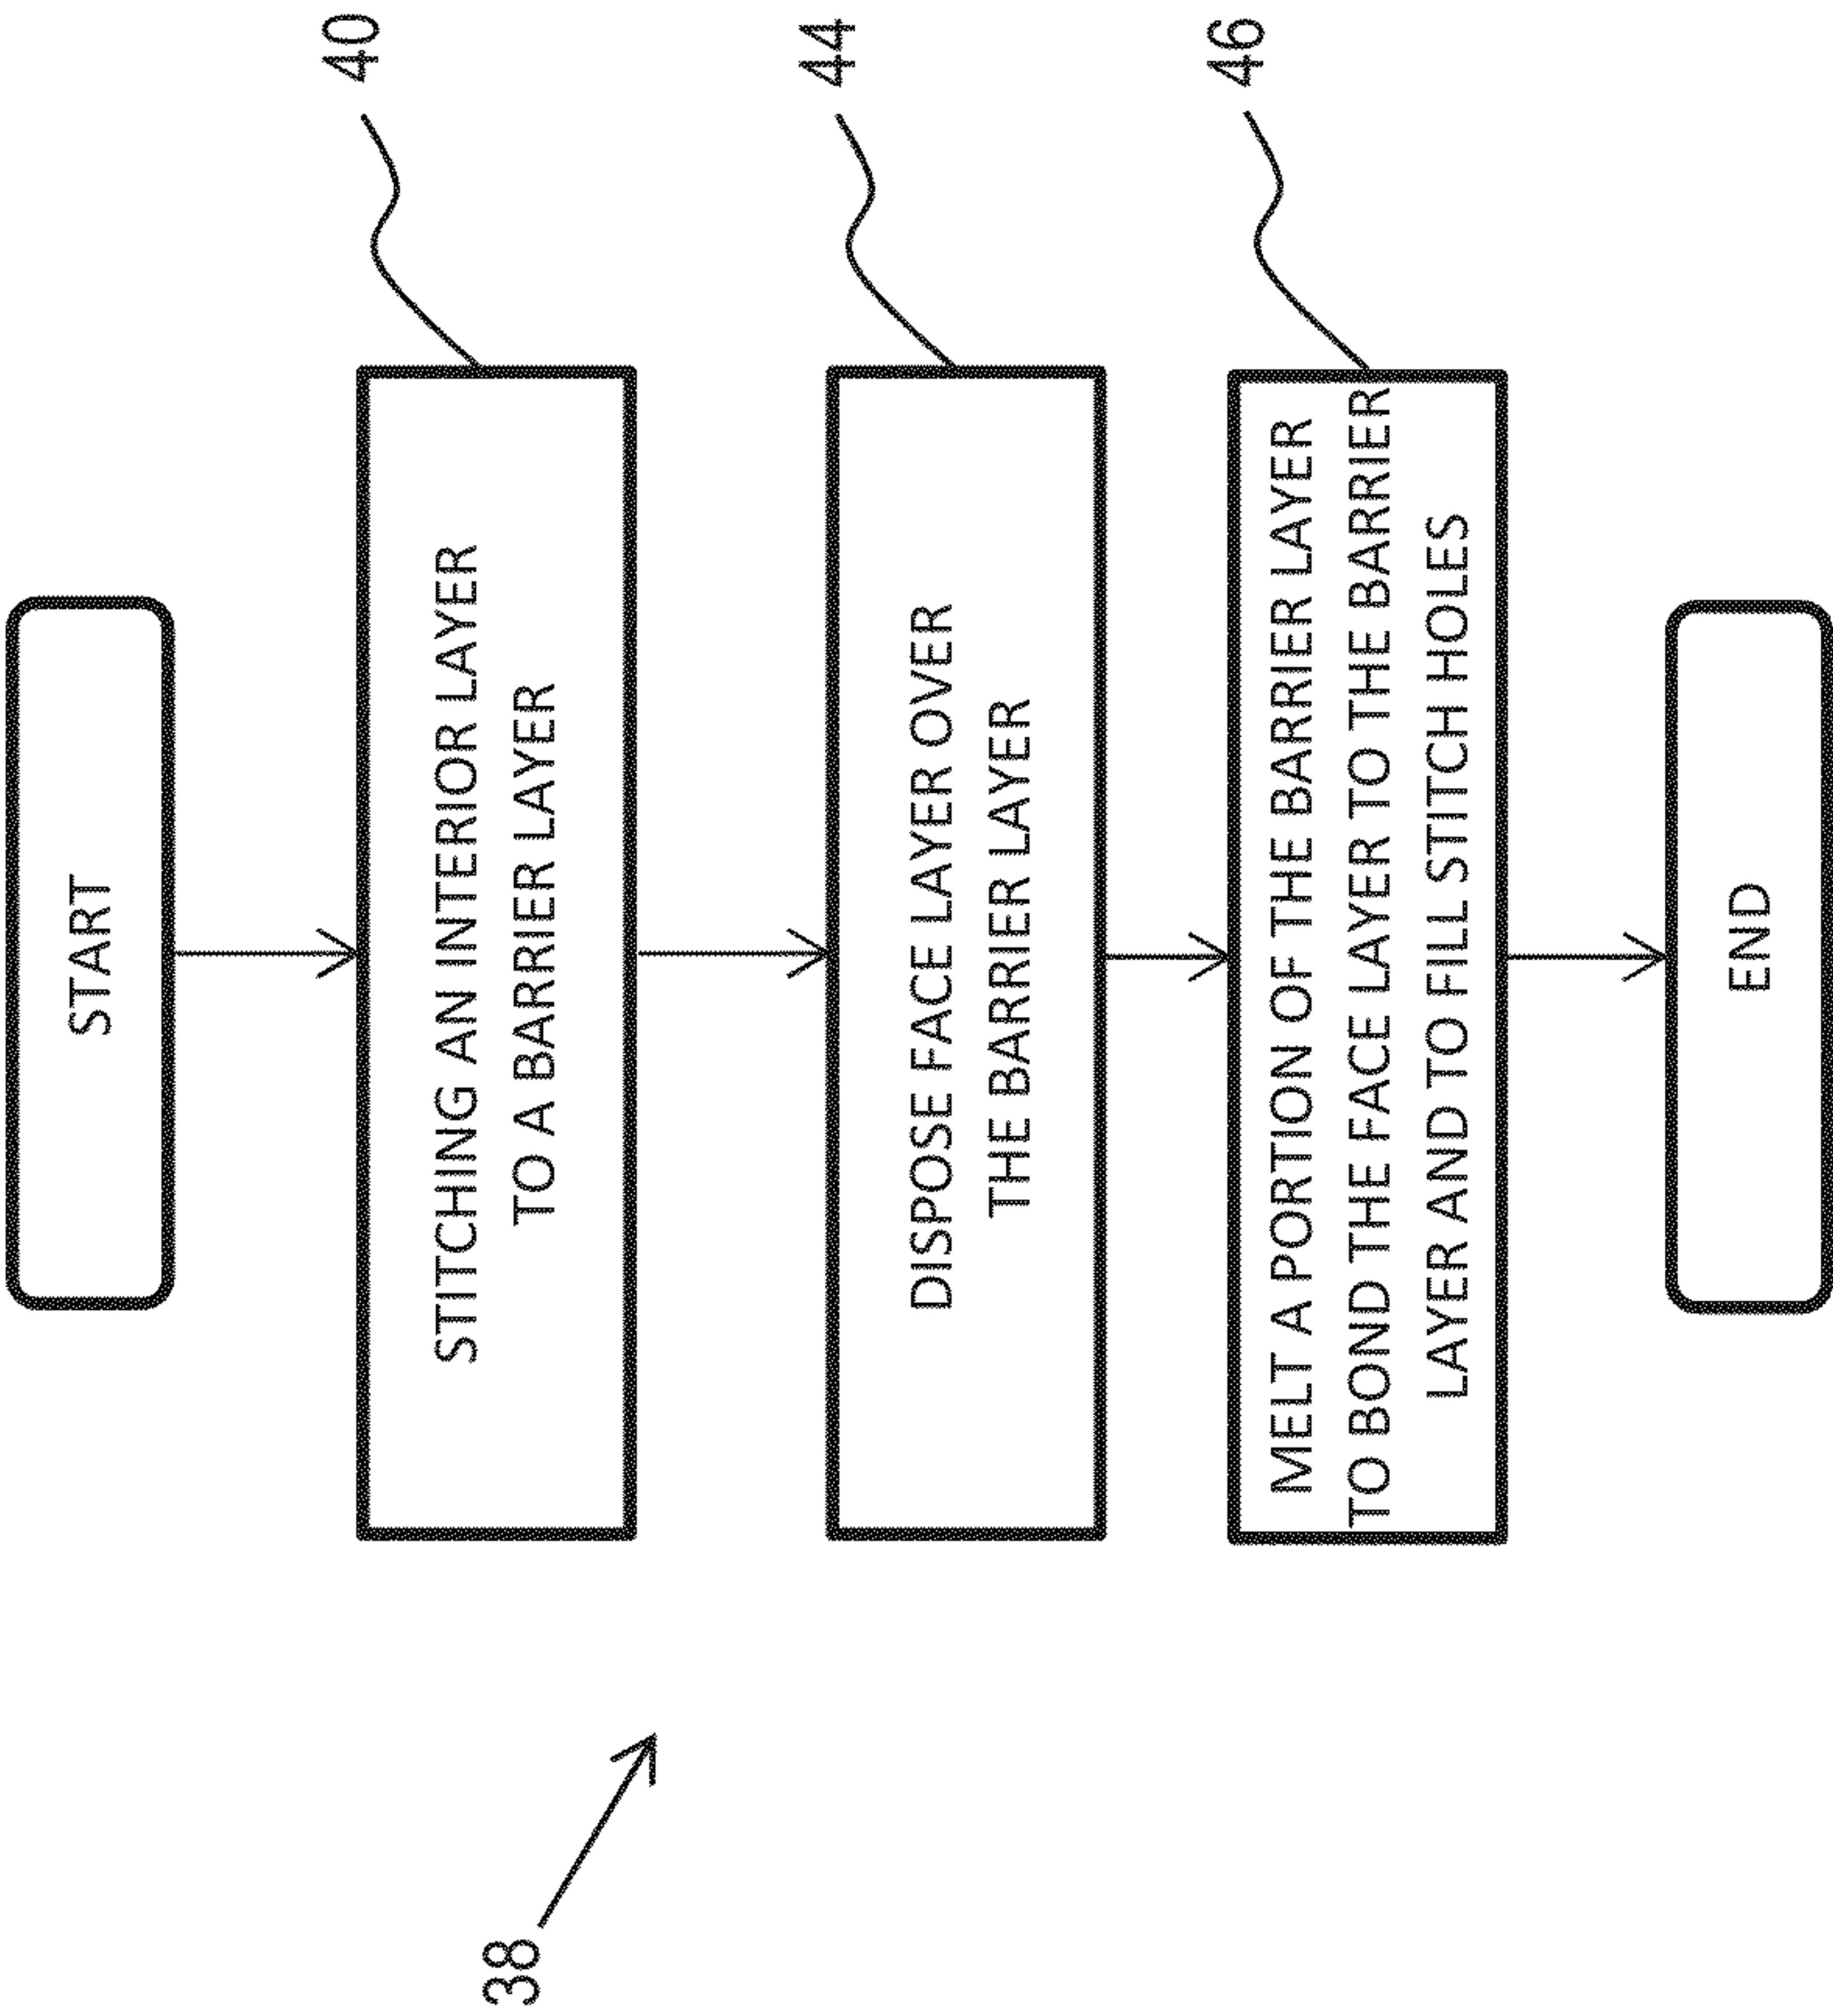 START
40
STITCHING AN INTERIOR LAYER
TO A BARRIER LAYER
44
DISPOSE FACE LAYER OVER
THE BARRIER LAYER
46
MELT A PORTION OF THE BARRIER LAYER
TO BOND THE FACE LAYER TO THE BARRIER
LAYER AND TO FILL STITCH HOLES
END
38